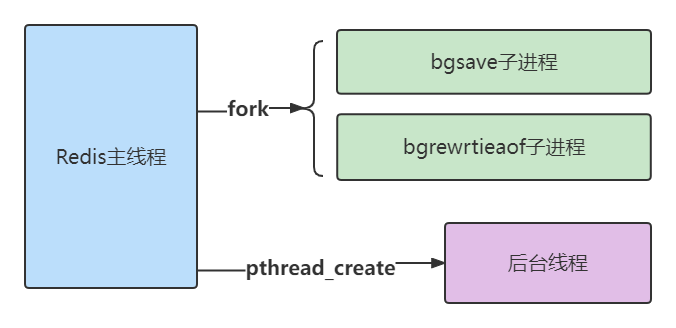 bgsave子进程
fork
Redis主线程
bgrewrtieaof子进程
pthread_create
后台线程